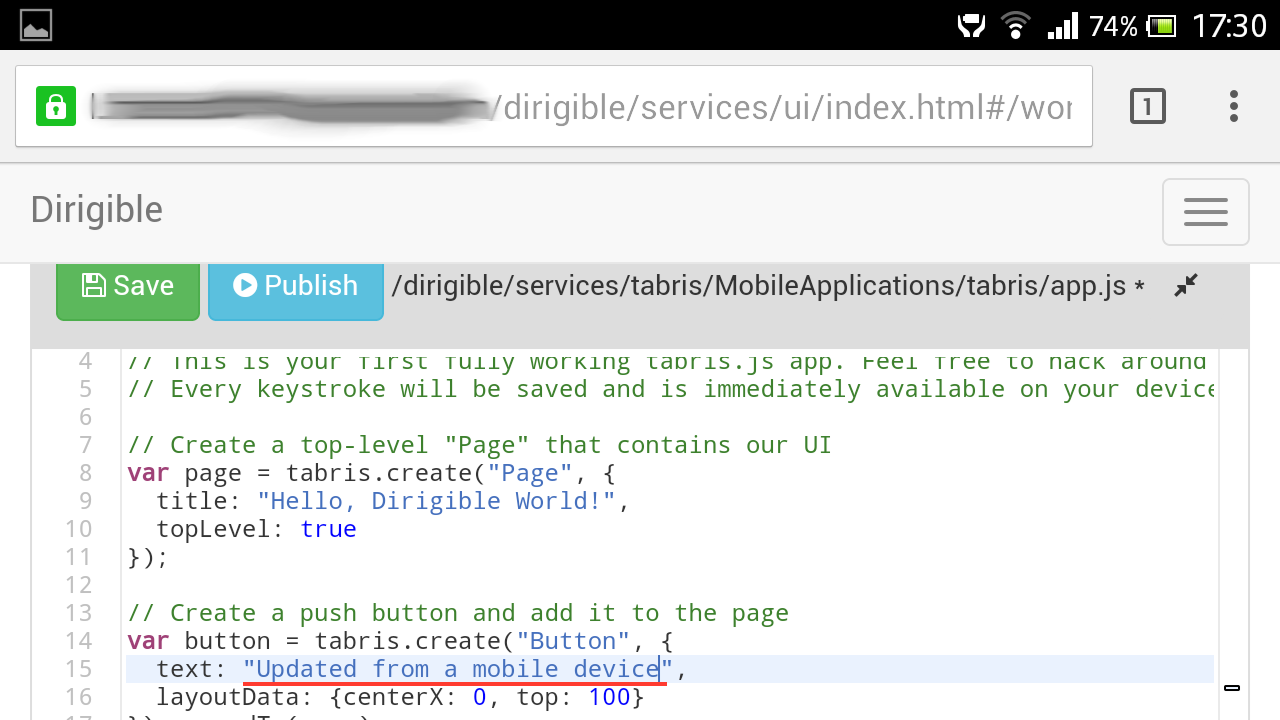 74% 17:30
/dirigible/services/ui/index.html#/wor
1
Dirigible
Save Publish /dirigible/services/tabris/MobileApplications/tabris/app.js *
4 // This is your first fully working tabris.js app. Feel free to hack around
5 // Every keystroke will be saved and is immediately available on your device
6
7 // Create a top-level "Page" that contains our UI
8 var page = tabris.create("Page", {
9 title: "Hello, Dirigible World!",
10 topLevel: true
11 });
12
13 // Create a push button and add it to the page
14 var button = tabris.create("Button", {
15 text: "Updated from a mobile device",
16 layoutData: {centerX: 0, top: 100}
17